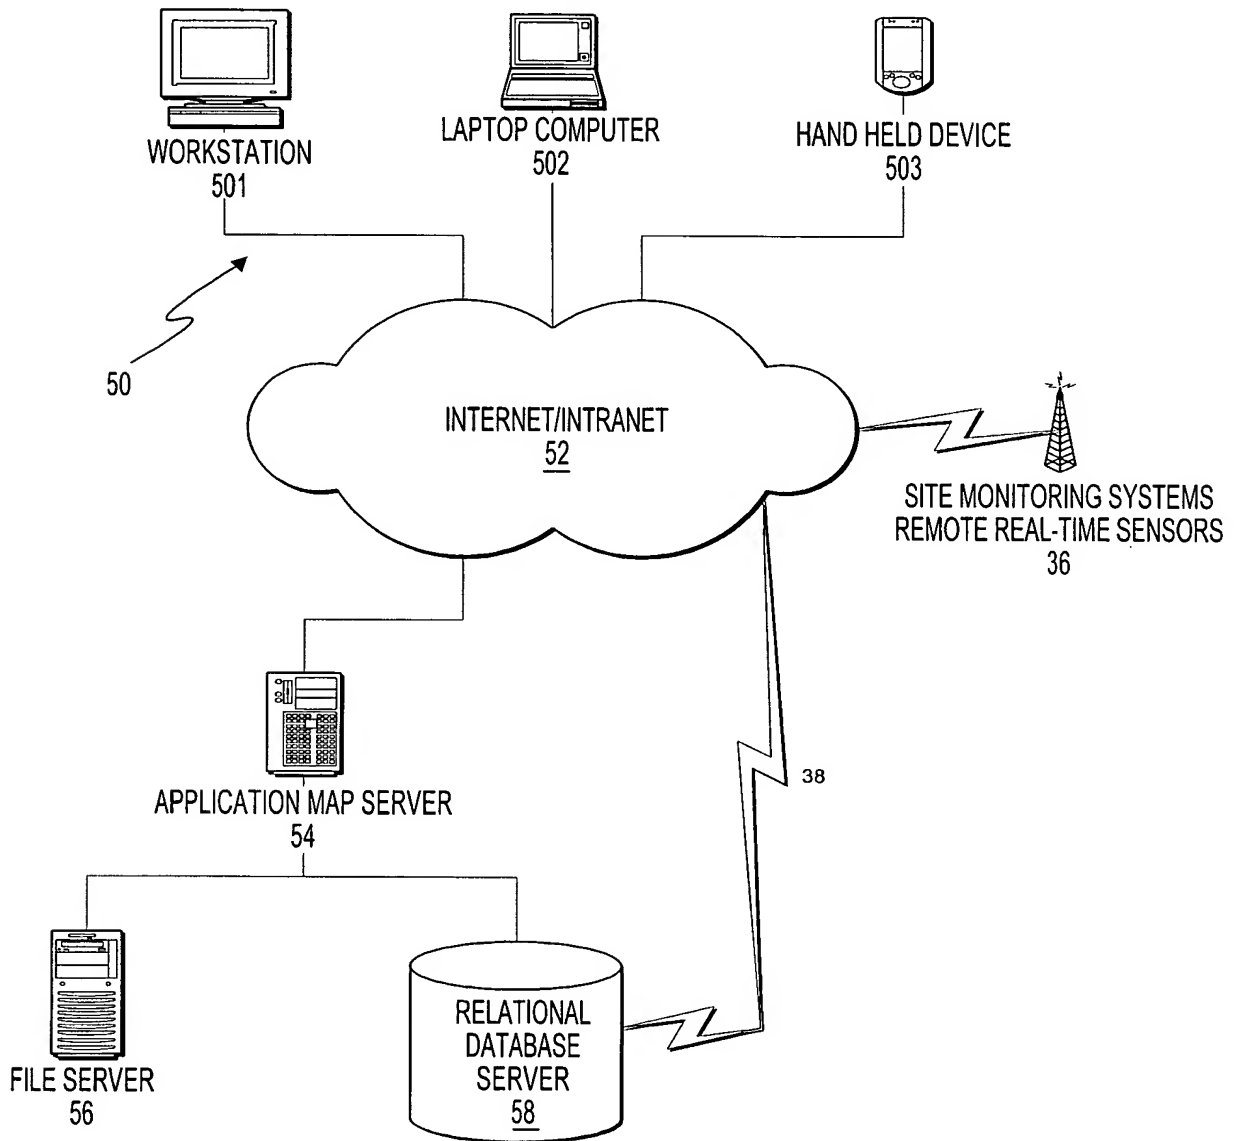 WORKSTATION
501
LAPTOP COMPUTER
502
HAND HELD DEVICE
503
50
INTERNET/INTRANET
52
SITE MONITORING SYSTEMS
REMOTE REAL-TIME SENSORS
36
38
APPLICATION MAP SERVER
54
FILE SERVER
56
RELATIONAL
DATABASE
SERVER
58